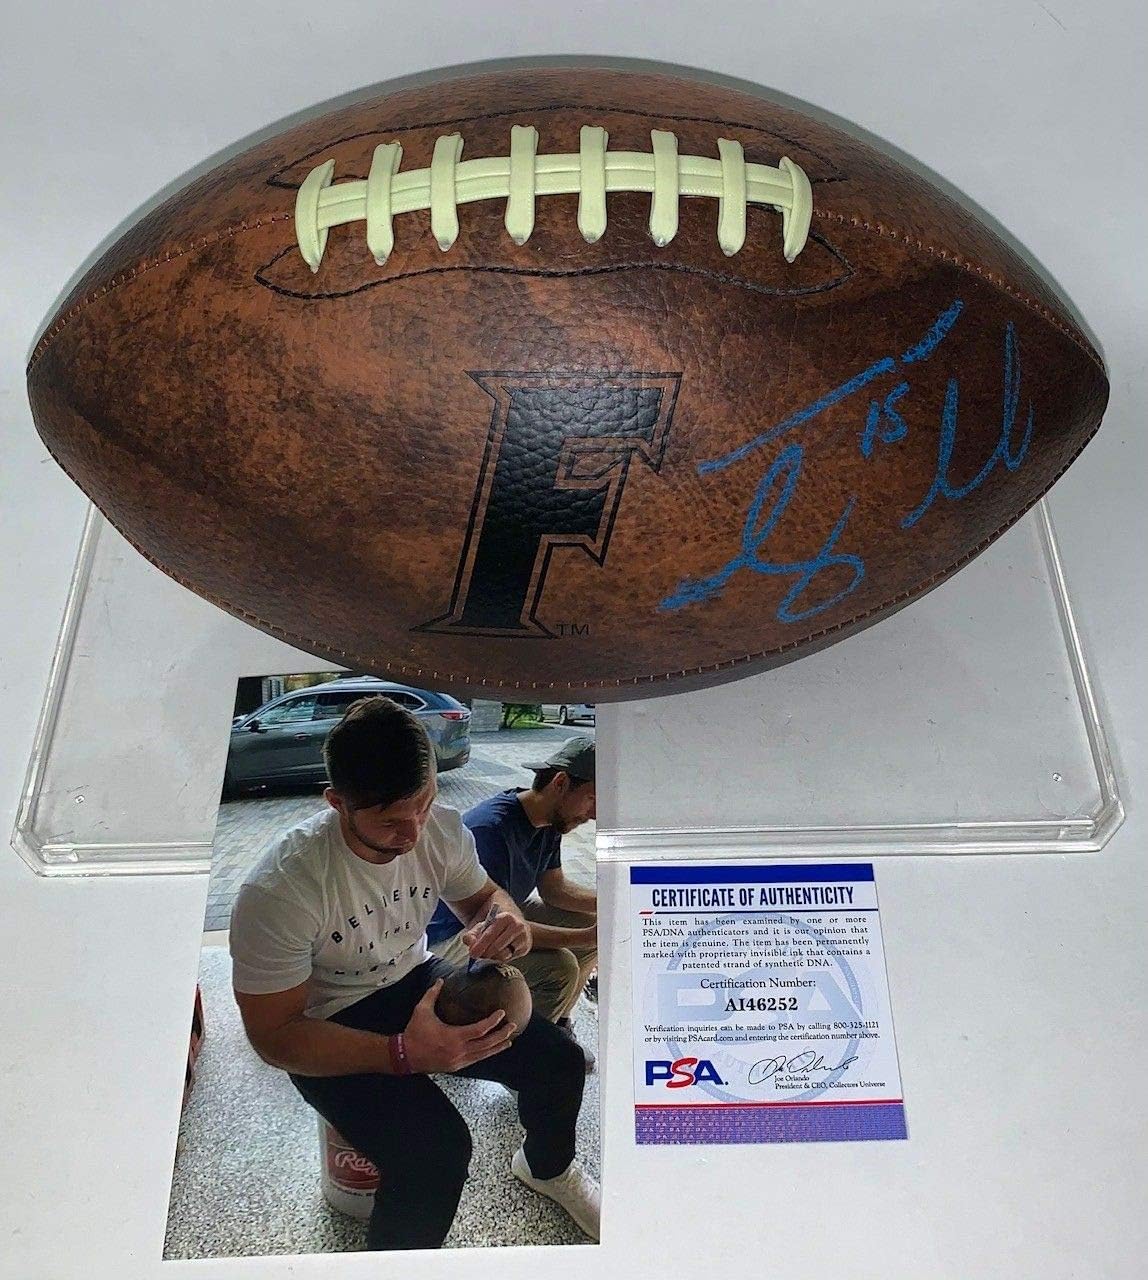 F
TM
15
BELIEVE
IS THE
CERTIFICATE OF AUTHENTICITY
This item has been examined by one or more
PSA/DNA authenticators and it is our opinion that
the item is genuine. The item has been permanently
marked with proprietary invisible ink that contains a
patented strand of synthetic DNA.
Certification Number:
AI46252
Verification inquiries can be made to PSA by calling 800-325-1121
or by visiting PSAcard.com and entering the certification number above.
PSA.
Joe Orlando
President & CEO, Collectors Universe